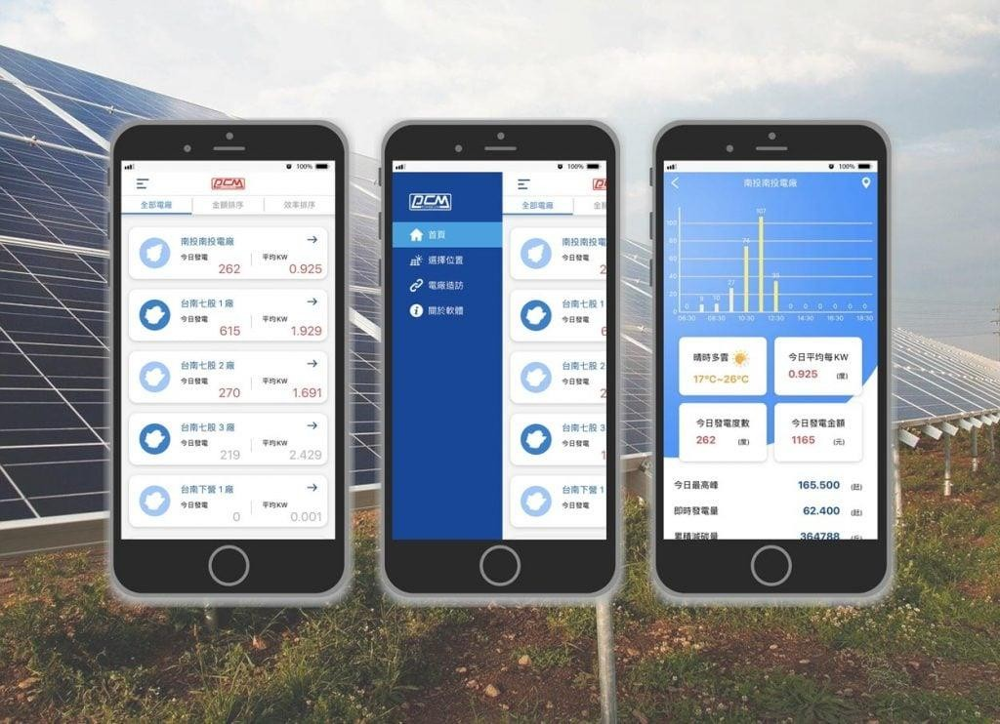 100%
PCM
全部電廠 金額排序 效率排序
南投南投電廠
今日發電 平均KW
262 0.925
台南七股 1 廠
今日發電 平均KW
615 1.929
台南七股 2 廠
今日發電 平均KW
270 1.691
台南七股 3 廠
今日發電 平均KW
219 2.429
台南下營 1 廠
今日發電 平均KW
0 0.001
100%
PCM
首頁
選擇位置
電廠造訪
關於軟體
全部電廠
南投南投電
今日發電
2
台南七股 1
今日發電
6
台南七股 2
今日發電
2
台南七股 3
今日發電
台南下營 1
今日發電
100%
南投南投電廠
100
80
60
40
20
0
0 9 10 27 74 107 35 0 0 0 0 0 0
06:30 08:30 10:30 12:30 14:30 16:30 18:30
晴時多雲
17°C~26°C
今日平均每 KW
0.925 (度)
今日發電度數
262 (度)
今日發電金額
1165 (元)
今日最高峰 165.500 (瓩)
即時發電量 62.400 (瓩)
累積減碳量 364788 (斤)